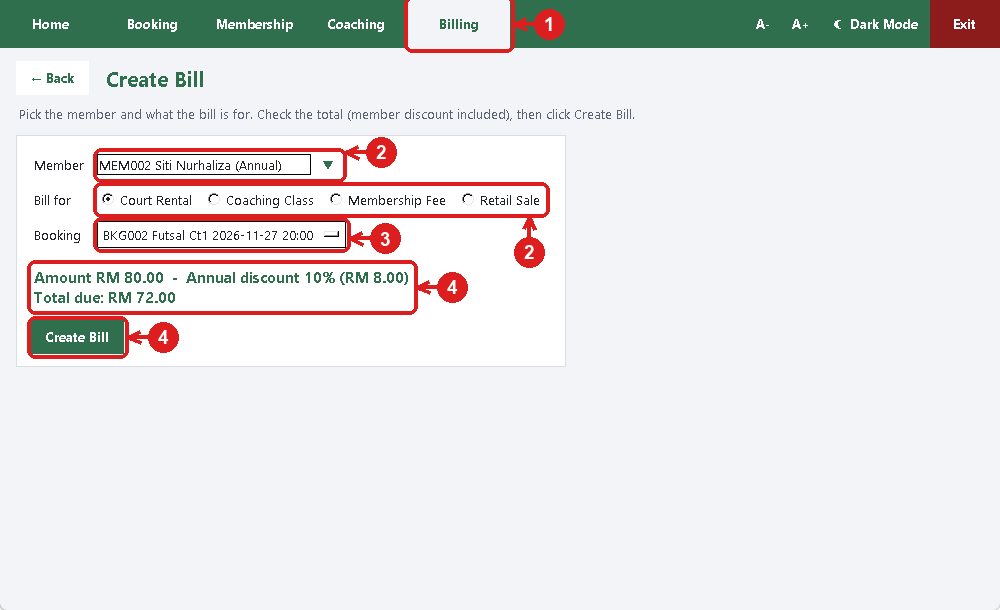 Home Booking Membership Coaching Billing 1 A- A+ ☾ Dark Mode Exit
← Back Create Bill
Pick the member and what the bill is for. Check the total (member discount included), then click Create Bill.
Member MEM002 Siti Nurhaliza (Annual) ▼ 2
Bill for Court Rental Coaching Class Membership Fee Retail Sale
2
Booking BKG002 Futsal Ct1 2026-11-27 20:00 3
Amount RM 80.00 - Annual discount 10% (RM 8.00)
Total due: RM 72.00
4
Create Bill 4